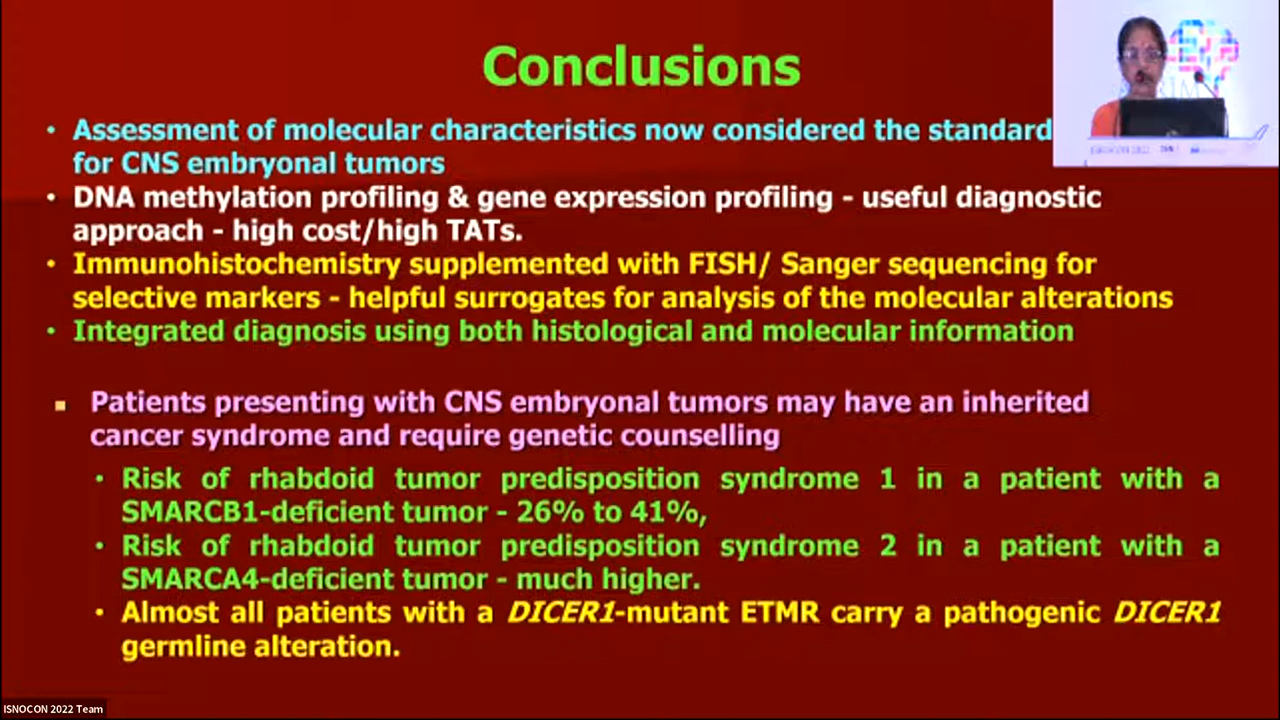 Conclusions
• Assessment of molecular characteristics now considered the standard
for CNS embryonal tumors
• DNA methylation profiling & gene expression profiling - useful diagnostic
approach - high cost/high TATs.
• Immunohistochemistry supplemented with FISH/ Sanger sequencing for
selective markers - helpful surrogates for analysis of the molecular alterations
• Integrated diagnosis using both histological and molecular information
▪ Patients presenting with CNS embryonal tumors may have an inherited
cancer syndrome and require genetic counselling
• Risk of rhabdoid tumor predisposition syndrome 1 in a patient with a
SMARCB1-deficient tumor - 26% to 41%,
• Risk of rhabdoid tumor predisposition syndrome 2 in a patient with a
SMARCA4-deficient tumor - much higher.
• Almost all patients with a DICER1-mutant ETMR carry a pathogenic DICER1
germline alteration.
ISNOCON 2022
ISNOCON 2022 Team